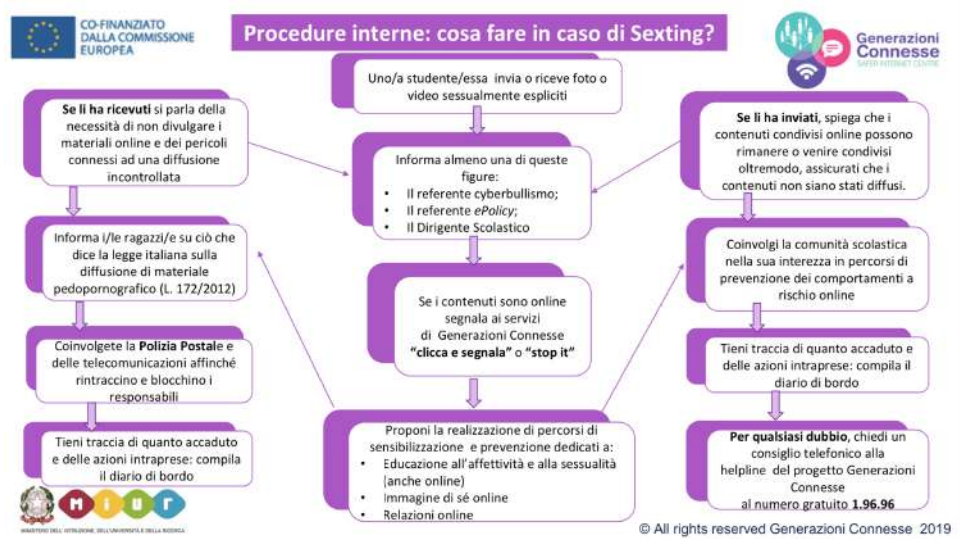 CO-FINANZIATO
DALLA COMMISSIONE
EUROPEA
Procedure interne: cosa fare in caso di Sexting?
Generazioni
Connesse
SAFER INTERNET CENTRE
Uno/a studente/essa invia o riceve foto o
video sessualmente espliciti
Se li ha ricevuti si parla della
necessità di non divulgare i
materiali online e dei pericoli
connessi ad una diffusione
incontrollata
Informa i/le ragazzi/e su ciò che
dice la legge italiana sulla
diffusione di materiale
pedopornografico (L. 172/2012)
Coinvolgete la Polizia Postale e
delle telecomunicazioni affinché
rintraccino e blocchino i
responsabili
Tieni traccia di quanto accaduto
e delle azioni intraprese: compila
il diario di bordo
Informa almeno una di queste
figure:
• Il referente cyberbullismo;
• Il referente ePolicy;
• Il Dirigente Scolastico
Se i contenuti sono online
segnala ai servizi
di Generazioni Connesse
“clicca e segnala” o “stop it”
Proponi la realizzazione di percorsi di
sensibilizzazione e prevenzione dedicati a:
• Educazione all'affettività e alla sessualità
(anche online)
• Immagine di sé online
• Relazioni online
Se li ha inviati, spiega che i
contenuti condivisi online possono
rimanere o venire condivisi
oltremodo, assicurati che i
contenuti non siano stati diffusi.
Coinvolgi la comunità scolastica
nella sua interezza in percorsi di
prevenzione dei comportamenti a
rischio online
Tieni traccia di quanto accaduto e
delle azioni intraprese: compila il
diario di bordo
Per qualsiasi dubbio, chiedi un
consiglio telefonico alla
helpline del progetto Generazioni
Connesse
al numero gratuito 1.96.96
miur
MINISTERO DELL'ISTRUZIONE, DELL'UNIVERSITÀ E DELLA RICERCA
© All rights reserved Generazioni Connesse 2019